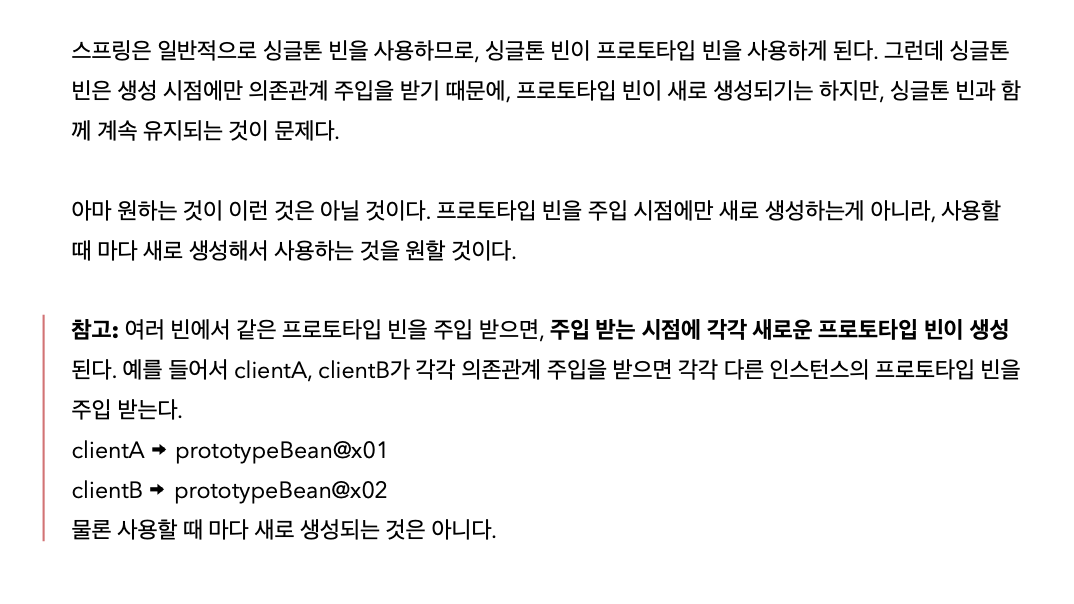 스프링은 일반적으로 싱글톤 빈을 사용하므로, 싱글톤 빈이 프로토타입 빈을 사용하게 된다. 그런데 싱글톤
빈은 생성 시점에만 의존관계 주입을 받기 때문에, 프로토타입 빈이 새로 생성되기는 하지만, 싱글톤 빈과 함
께 계속 유지되는 것이 문제다.
아마 원하는 것이 이런 것은 아닐 것이다. 프로토타입 빈을 주입 시점에만 새로 생성하는게 아니라, 사용할
때 마다 새로 생성해서 사용하는 것을 원할 것이다.
참고: 여러 빈에서 같은 프로토타입 빈을 주입 받으면, 주입 받는 시점에 각각 새로운 프로토타입 빈이 생성
된다. 예를 들어서 clientA, clientB가 각각 의존관계 주입을 받으면 각각 다른 인스턴스의 프로토타입 빈을
주입 받는다.
clientA ➡ prototypeBean@x01
clientB ➡ prototypeBean@x02
물론 사용할 때 마다 새로 생성되는 것은 아니다.